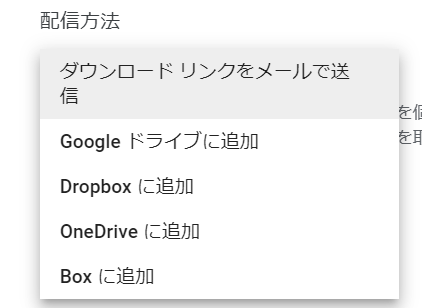 配信方法
ダウンロード リンクをメールで送
信
を個
Google ドライブに追加
を取
Dropbox に追加
OneDrive に追加
Box に追加